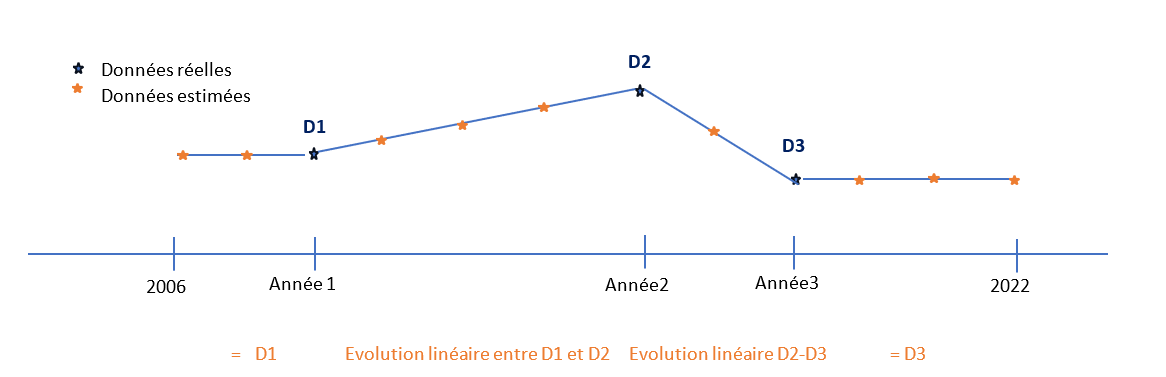 Données réelles
Données estimées
D1
D2
D3
2006
Année 1
Année2
Année3
2022
= D1
Evolution linéaire entre D1 et D2
Evolution linéaire D2-D3
= D3